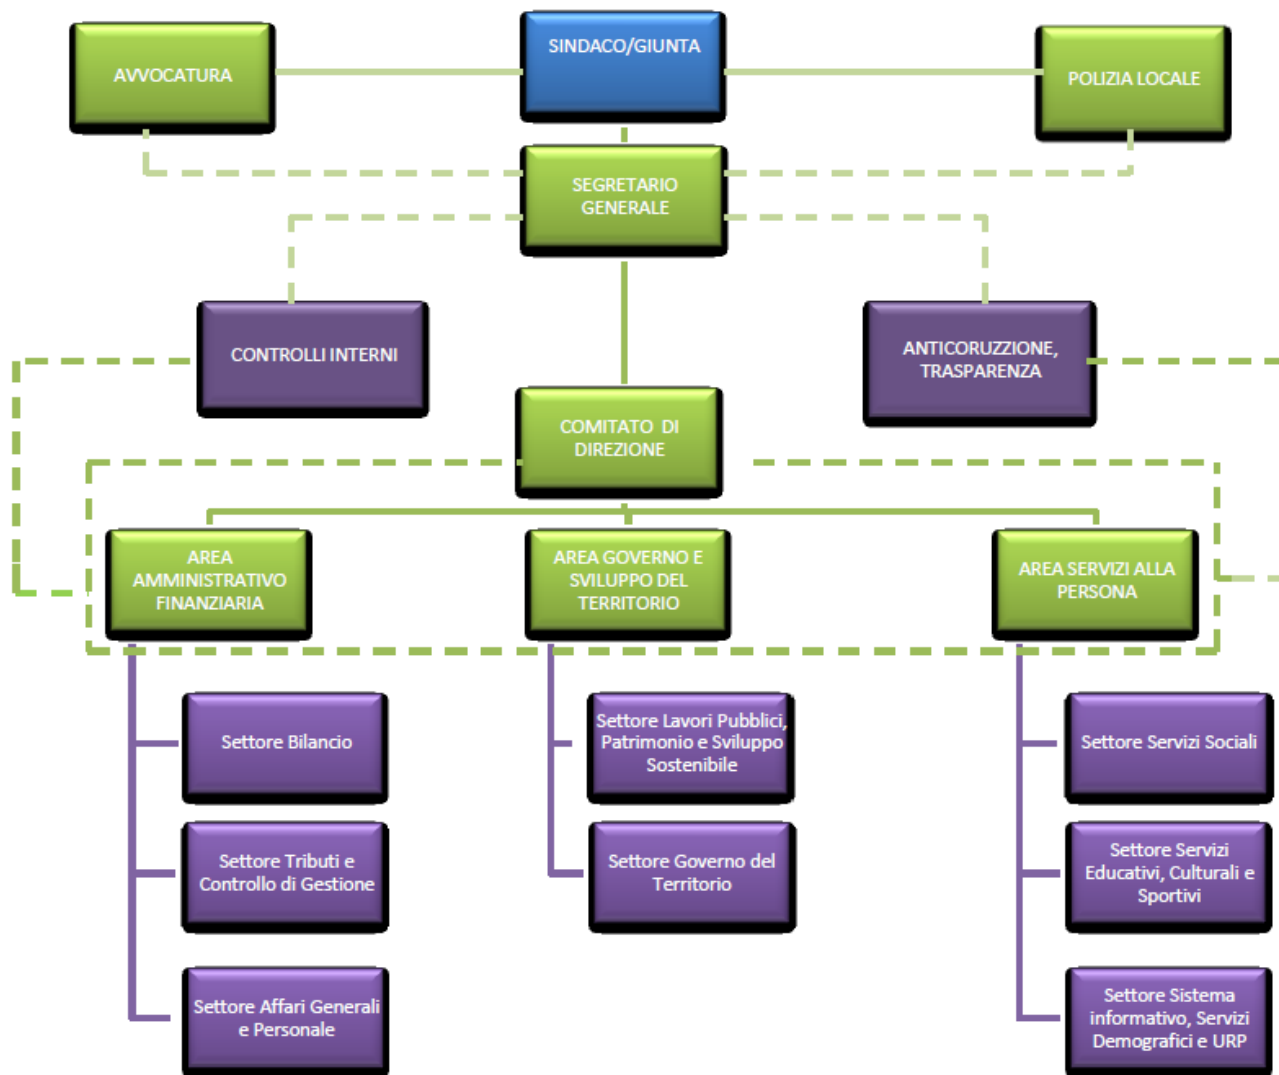 SINDACO/GIUNTA
AVVOCATURA
POLIZIA LOCALE
SEGRETARIO
GENERALE
CONTROLLI INTERNI
ANTICORUZZIONE,
TRASPARENZA
COMITATO DI
DIREZIONE
AREA
AMMINISTRATIVO
FINANZIARIA
AREA GOVERNO E
SVILUPPO DEL
TERRITORIO
AREA SERVIZI ALLA
PERSONA
Settore Bilancio
Settore Lavori Pubblici,
Patrimonio e Sviluppo
Sostenibile
Settore Servizi Sociali
Settore Tributi e
Controllo di Gestione
Settore Governo del
Territorio
Settore Servizi
Educativi, Culturali e
Sportivi
Settore Affari Generali
e Personale
Settore Sistema
informativo, Servizi
Demografici e URP